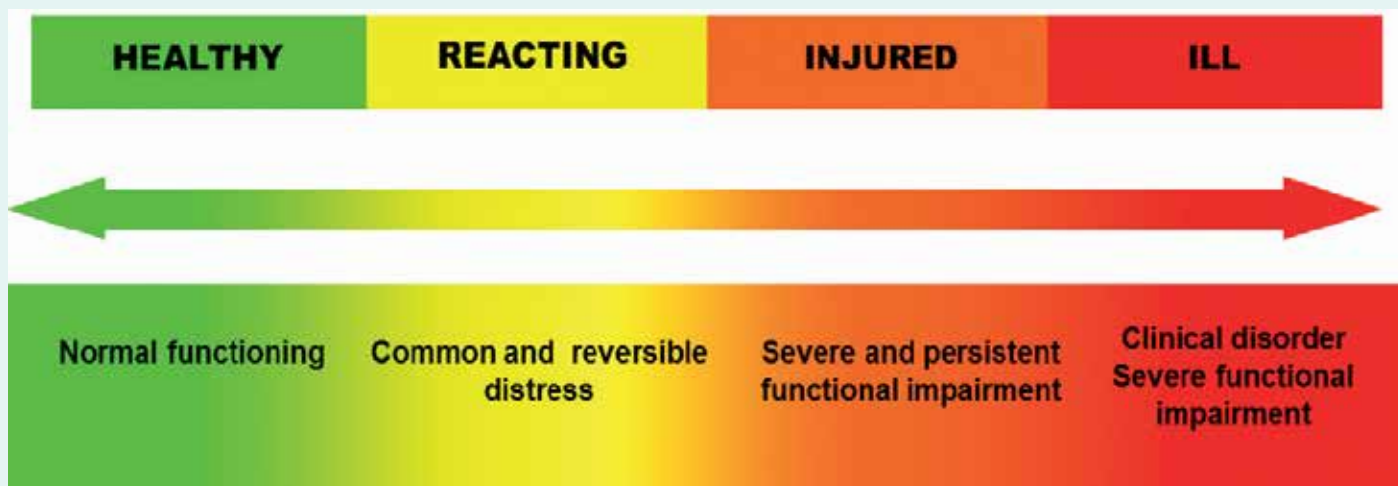 HEALTHY REACTING INJURED ILL
Normal functioning
Common and reversible
distress
Severe and persistent
functional impairment
Clinical disorder
Severe functional
impairment